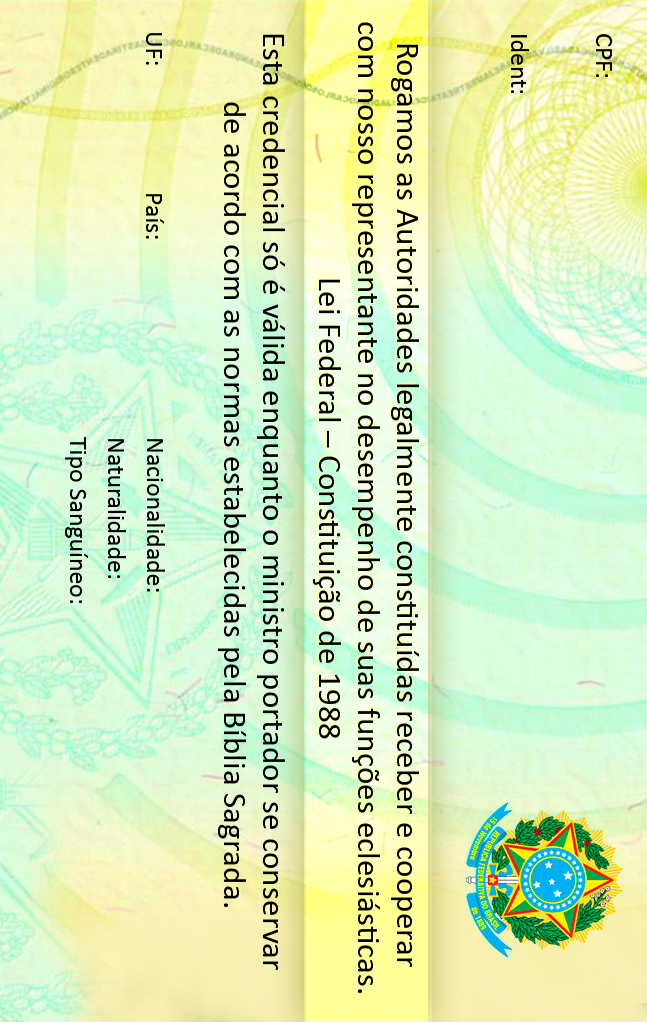 CPF:
Ident:
Rogamos as Autoridades legalmente constituídas receber e cooperar
com nosso representante no desempenho de suas funções eclesiásticas.
Lei Federal – Constituição de 1988
Esta credencial só é válida enquanto o ministro portador se conservar
de acordo com as normas estabelecidas pela Bíblia Sagrada.
UF: País: Nacionalidade:
Naturalidade:
Tipo Sanguíneo:
REPÚBLICA FEDERATIVA DO BRASIL
15 de Novembro de 1889